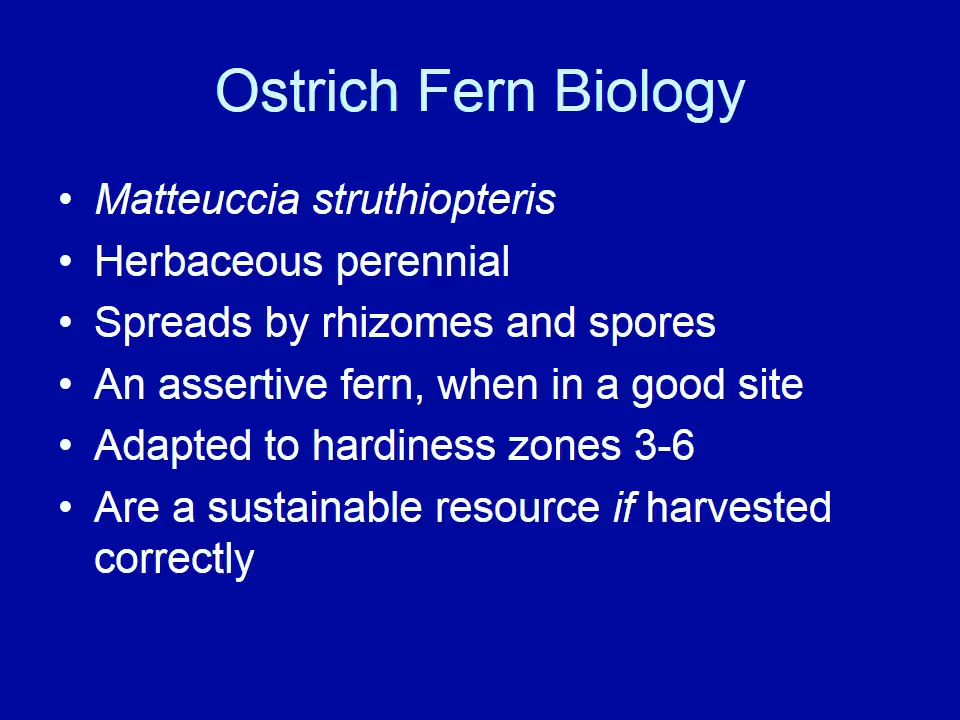 Ostrich Fern Biology
• Matteuccia struthiopteris
• Herbaceous perennial
• Spreads by rhizomes and spores
• An assertive fern, when in a good site
• Adapted to hardiness zones 3-6
• Are a sustainable resource if harvested
correctly